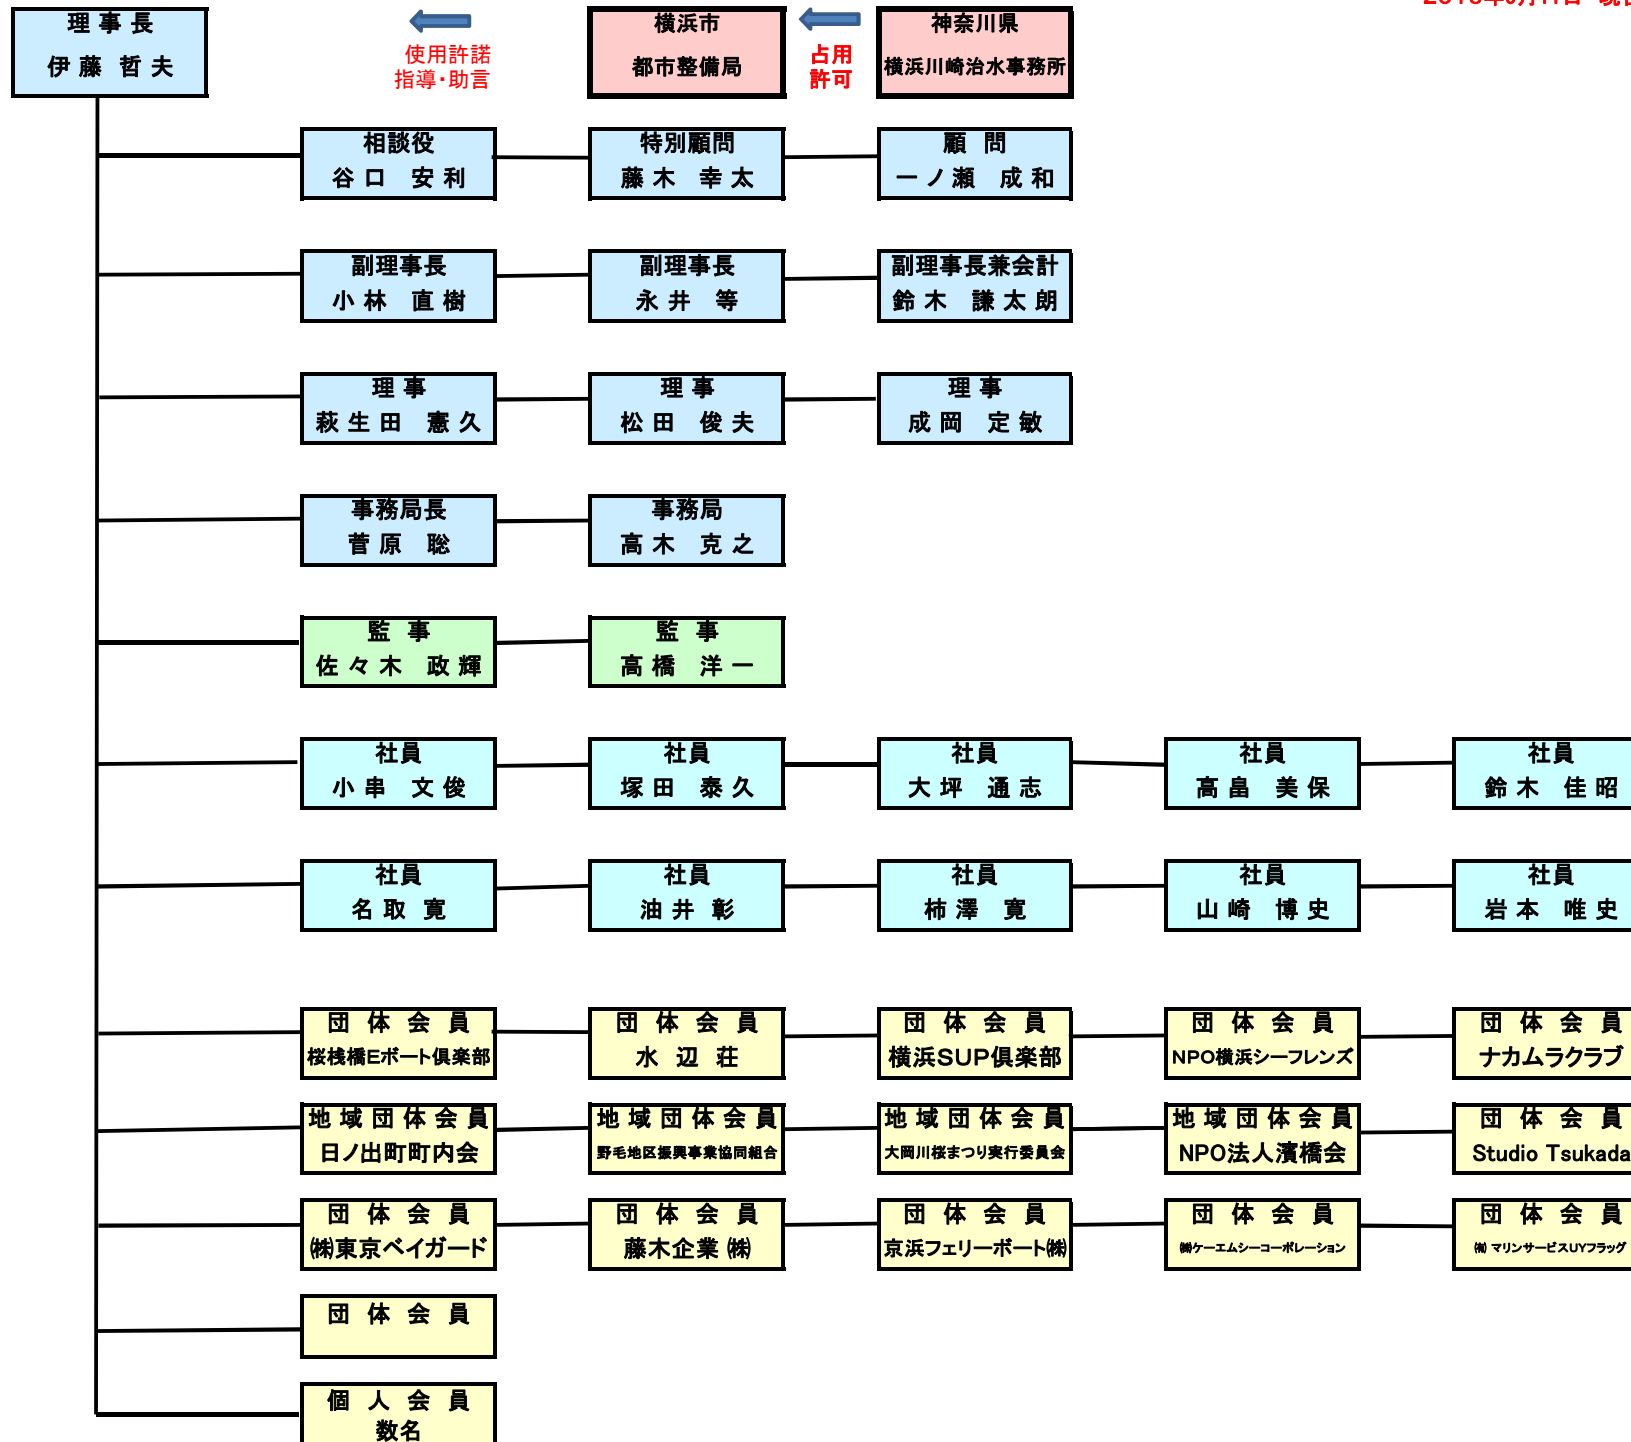 理 事 長
伊 藤 哲 夫
使用許諾
指導・助言
横浜市
都市整備局
占用
許可
神奈川県
横浜川崎治水事務所
相談役
谷 口 安 利
特別顧問
藤 木 幸 太
顧 問
一 ノ 瀬 成 和
副理事長
小 林 直 樹
副理事長
永 井 等
副理事長兼会計
鈴 木 謙 太 朗
理 事
萩 生 田 憲 久
理 事
松 田 俊 夫
理 事
成 岡 定 敏
事務局長
菅 原 聡
事務局
高 木 克 之
監 事
佐 々 木 政 輝
監 事
高 橋 洋 一
社員
小 串 文 俊
社員
塚 田 泰 久
社員
大 坪 通 志
社員
高 畠 美 保
社員
鈴 木 佳 昭
社員
名 取 寛
社員
油 井 彰
社員
柿 澤 寛
社員
山 崎 博 史
社員
岩 本 唯 史
団 体 会 員
桜桟橋Eボート倶楽部
団 体 会 員
水 辺 荘
団 体 会 員
横浜SUP倶楽部
団 体 会 員
NPO横浜シーフレンズ
団 体 会 員
ナカムラクラブ
地 域 団 体 会 員
日ノ出町町内会
地 域 団 体 会 員
野毛地区振興事業協同組合
地 域 団 体 会 員
大岡川桜まつり実行委員会
地 域 団 体 会 員
NPO法人濱橋会
団 体 会 員
Studio Tsukada
団 体 会 員
㈱東京ベイガード
団 体 会 員
藤木企業 ㈱
団 体 会 員
京浜フェリーボート㈱
団 体 会 員
㈱ケーエムシーコーポレーション
団 体 会 員
㈲ マリンサービスUYフラッグ
団 体 会 員
個 人 会 員
数名